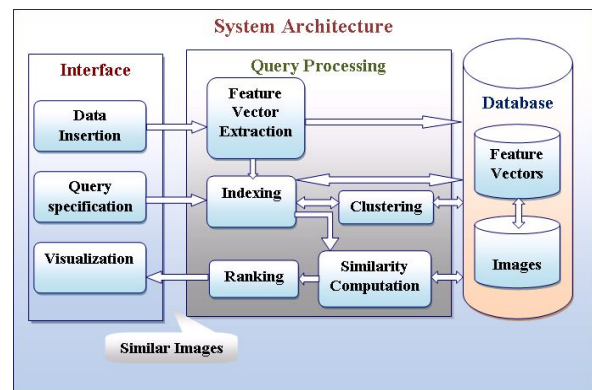 System Architecture
Interface
Data
Insertion
Query
specification
Visualization
Similar Images
Query Processing
Feature
Vector
Extraction
Indexing
Clustering
Ranking
Similarity
Computation
Database
Feature
Vectors
Images